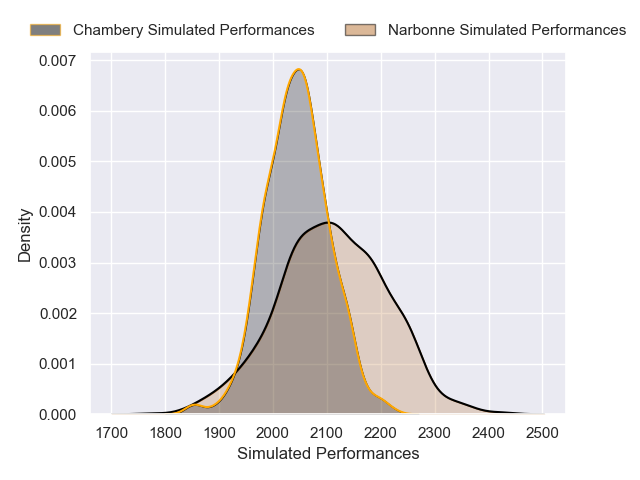 Chambery Simulated Performances Narbonne Simulated Performances
0.007
0.006
0.005
0.004
0.003
0.002
0.001
0.000
Density
1700 1800 1900 2000 2100 2200 2300 2400 2500
Simulated Performances